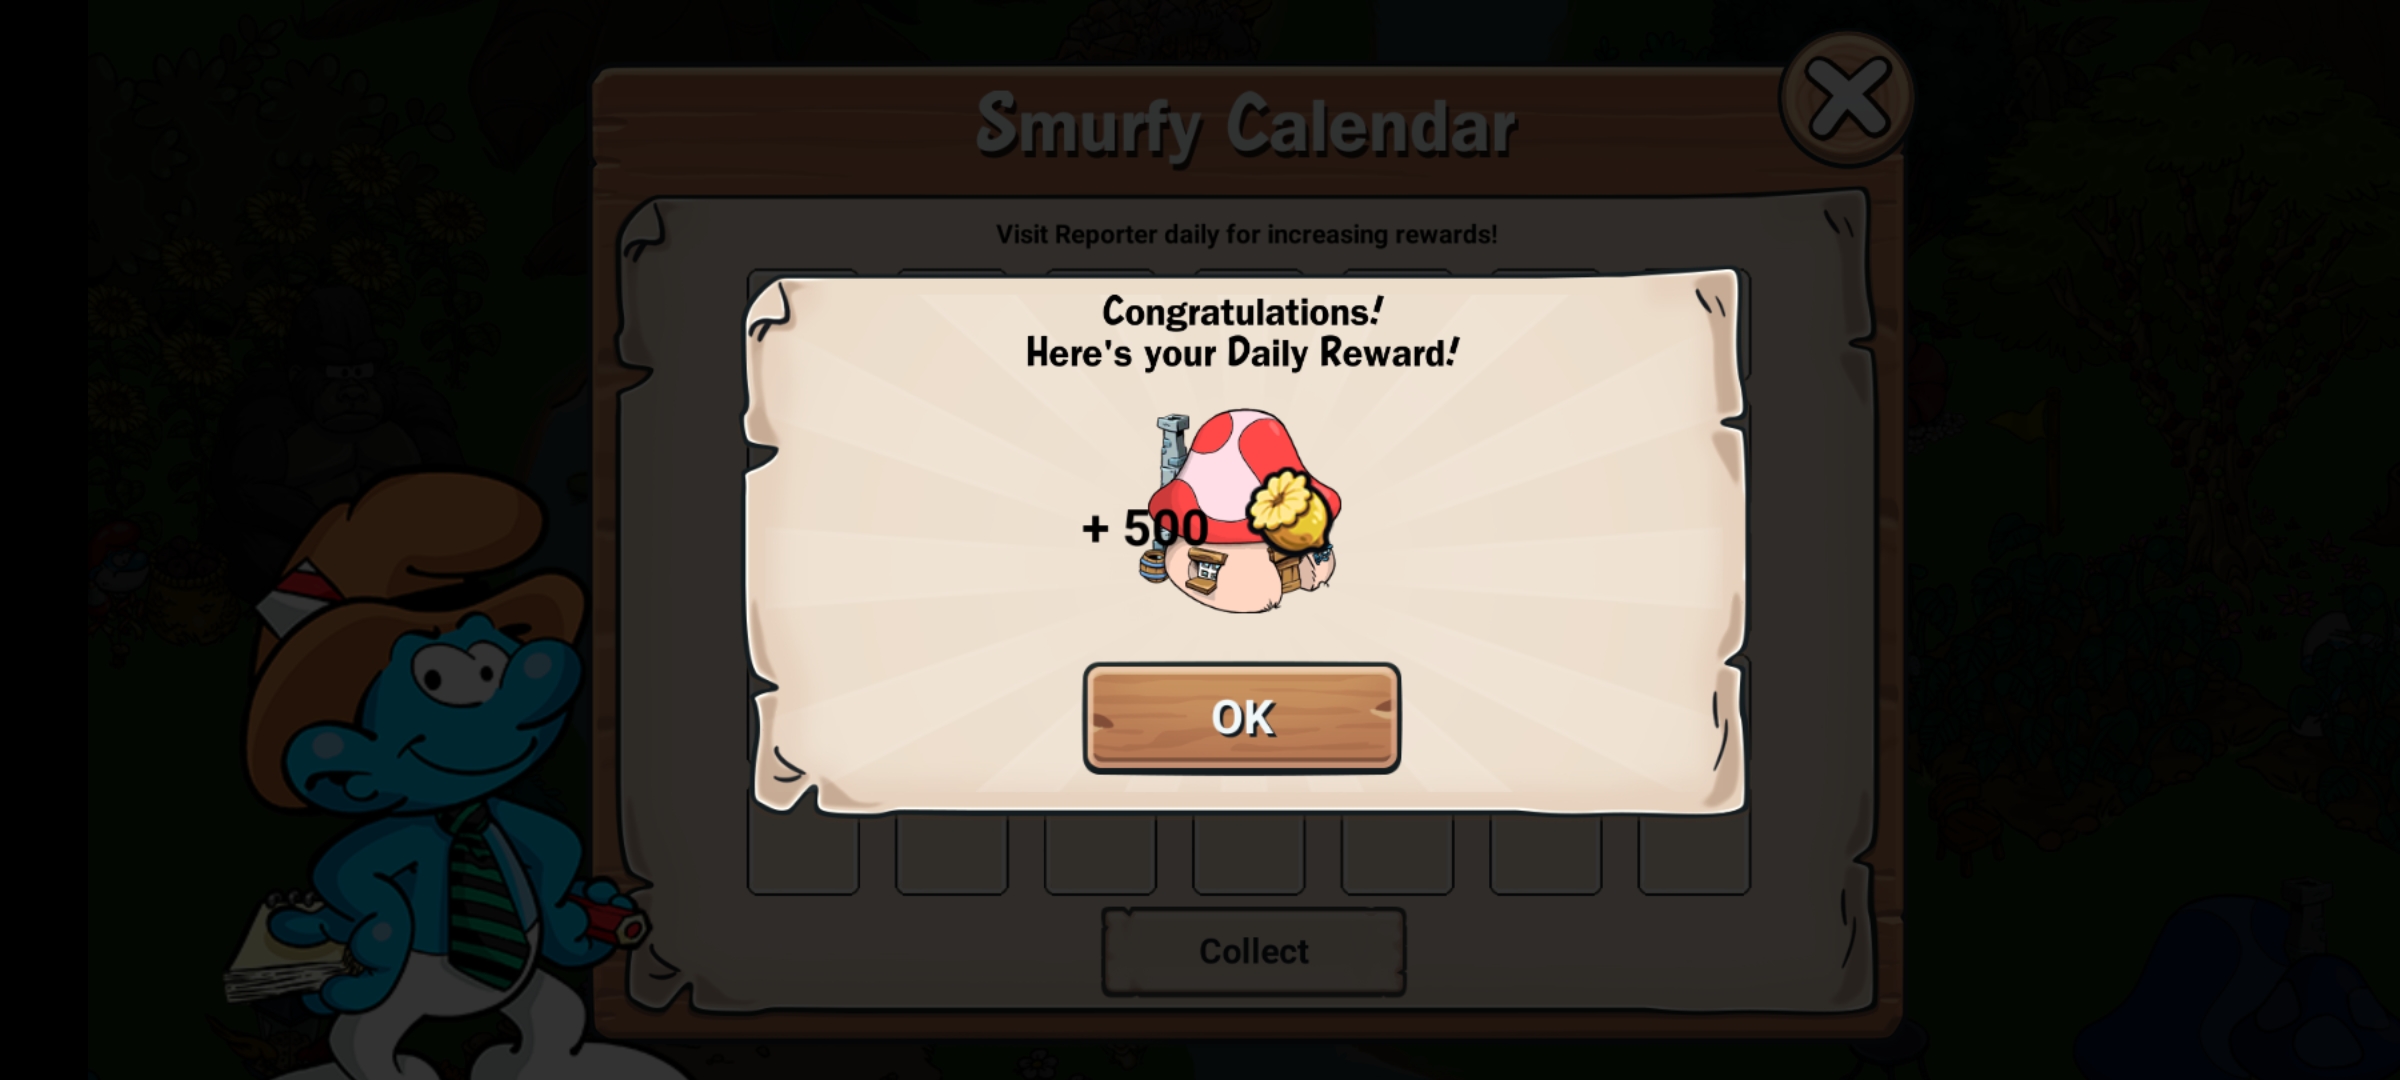 Smurfy Calendar
Visit Reporter daily for increasing rewards!
Congratulations!
Here's your Daily Reward!
+ 500
OK
Collect